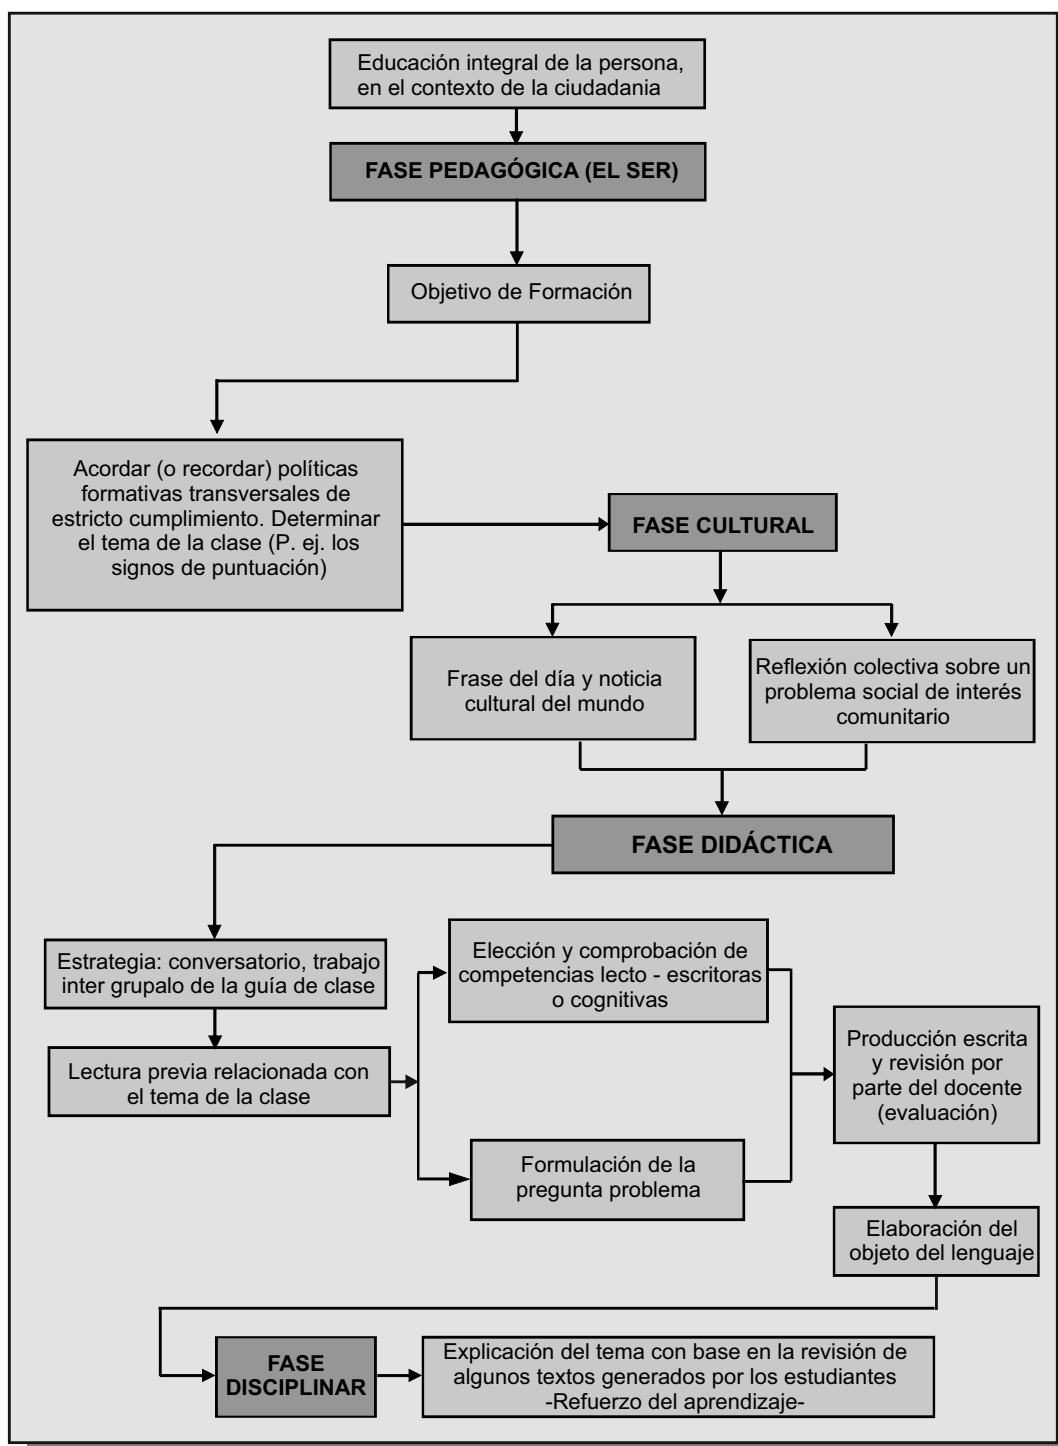 Educación integral de la persona,
en el contexto de la ciudadania
FASE PEDAGÓGICA (EL SER)
Objetivo de Formación
Acordar (o recordar) políticas
formativas transversales de
estricto cumplimiento. Determinar
el tema de la clase (P. ej. los
signos de puntuación)
FASE CULTURAL
Frase del día y noticia
cultural del mundo
Reflexión colectiva sobre un
problema social de interés
comunitario
FASE DIDÁCTICA
Estrategia: conversatorio, trabajo
inter grupalo de la guía de clase
Lectura previa relacionada con
el tema de la clase
Elección y comprobación de
competencias lecto - escritoras
o cognitivas
Formulación de la
pregunta problema
Producción escrita
y revisión por
parte del docente
(evaluación)
Elaboración del
objeto del lenguaje
FASE
DISCIPLINAR
Explicación del tema con base en la revisión de
algunos textos generados por los estudiantes
-Refuerzo del aprendizaje-